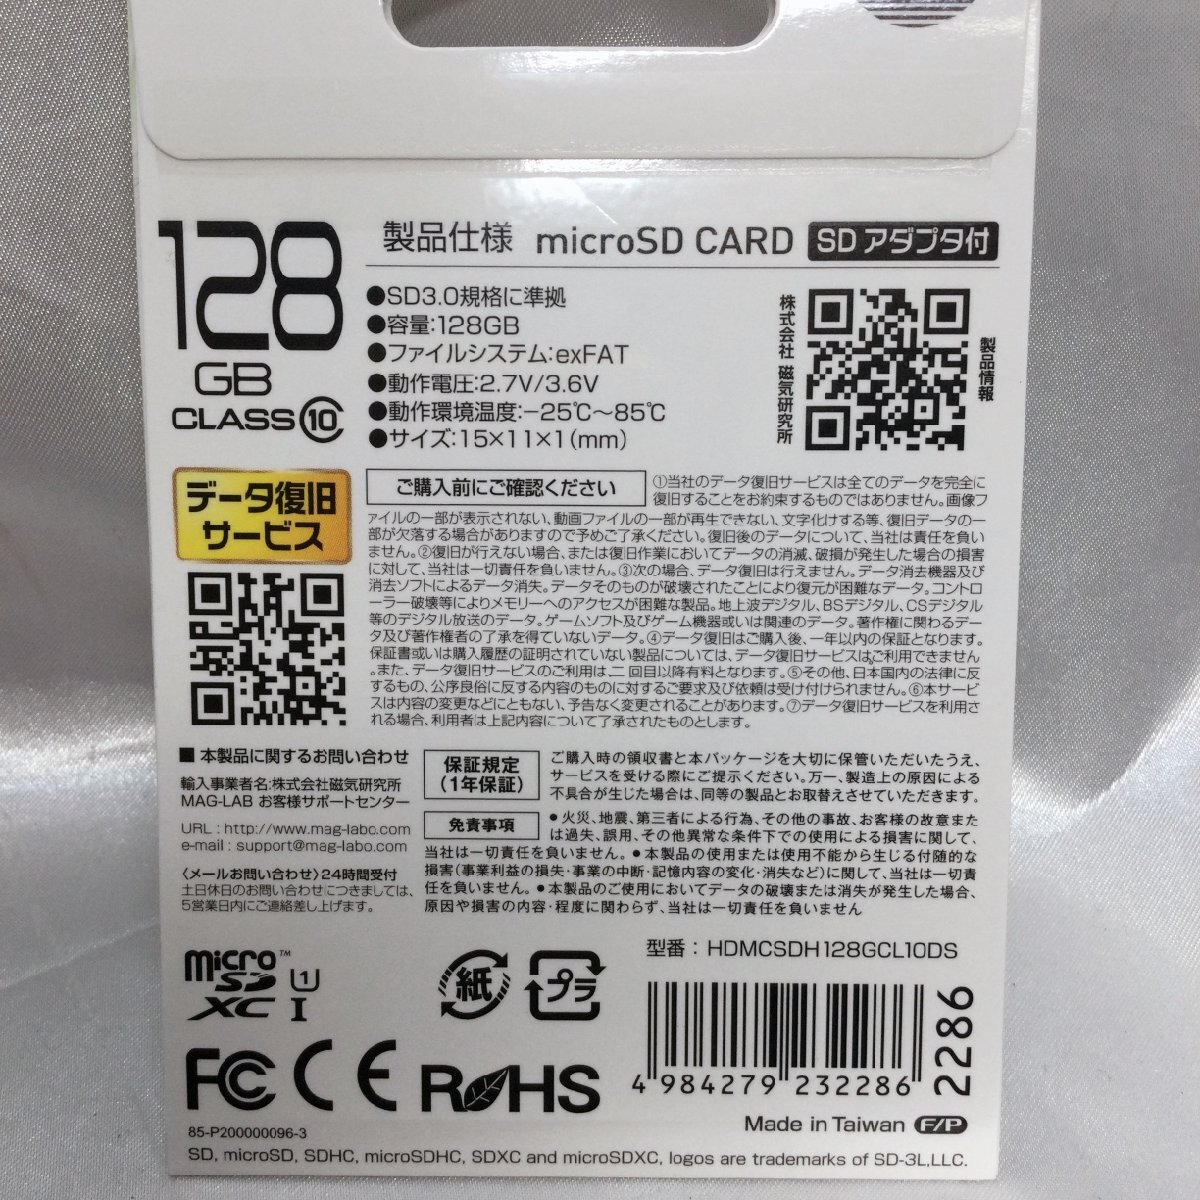 128
GB
CLASS 10
製品仕様 microSD CARD SD アダプタ付
●SD3.0規格に準拠
●容量:128GB
●ファイルシステム:exFAT
●動作電圧:2.7V/3.6V
●動作環境温度:−25℃〜85℃
●サイズ:15×11×1(mm)
株式会社 磁気研究所
製品情報
データ復旧
サービス
ご購入前にご確認ください
①当社のデータ復旧サービスは全てのデータを完全に
復旧することをお約束するものではありません。画像フ
ァイルの一部が表示されない、動画ファイルの一部が再生できない、文字化けする等、復旧データの一
部が欠落する場合がありますので予めご了承ください。復旧後のデータについて、当社は責任を負い
ません。②復旧が行えない場合、または復旧作業においてデータの消滅、破損が発生した場合の損害
に対して、当社は一切責任を負いません。③次の場合、データ復旧は行えません。データ消去機器及び
消去ソフトによるデータ消失。データそのものが破壊されたことにより復元が困難なデータ。コントロ
ーラー破壊等によりメモリーへのアクセスが困難な製品。地上波デジタル、BSデジタル、CSデジタル
等のデジタル放送のデータ。ゲームソフト及びゲーム機器或いは関連のデータ。著作権に関わるデー
タ及び著作権者の了承を得ていないデータ。④データ復旧はご購入後、一年以内の保証となります。
保証書或いは購入履歴の証明されていない製品については、データ復旧サービスはご利用できません
。また、データ復旧サービスのご利用は、二回目以降有料となります。⑤その他、日本国内の法律に反
するもの、公序良俗に反する内容のものに対するご要求及び依頼は受け付けられません。⑥本サービ
スは内容の変更などにともない、予告なく変更されることがあります。⑦データ復旧サービスを利用さ
れる場合、利用者は上記内容について了承されたものとします。
■ 本製品に関するお問い合わせ
輸入事業者名:株式会社磁気研究所
MAG-LAB お客様サポートセンター
URL : http://www.mag-labo.com
e-mail : support@mag-labo.com
〈メールお問い合わせ〉24時間受付
土日休日のお問い合わせにつきましては、
5営業日内にご連絡差し上げます。
保証規定
(1年保証)
ご購入時の領収書と本パッケージを大切に保管いただいたうえ、
サービスを受ける際にご提示ください。万一、製造上の原因による
不具合が生じた場合は、同等の製品とお取替えさせていただきます。
免責事項
●火災、地震、第三者による行為、その他の事故、お客様の故意また
は過失、誤用、その他異常な条件下での使用による損害に関して、
当社は一切責任を負いません。●本製品の使用または使用不能から生じる付随的な
損害(事業利益の損失・事業の中断・記憶内容の変化・消失など)に関して、当社は一切責
任を負いません。●本製品のご使用においてデータの破壊または消失が発生した場合、
原因や損害の内容・程度に関わらず、当社は一切責任を負いません
micro SD XC I 1 ™
紙
プラ
型番：HDMCSDH128GCL10DS
4 984279 232286
2286
FC CE RoHS
Made in Taiwan F/P
85-P200000096-3
SD, microSD, SDHC, microSDHC, SDXC and microSDXC, logos are trademarks of SD-3L,LLC.